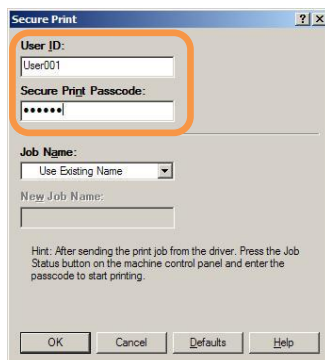 Secure Print
? x
User ID:
User001
Secure Print Passcode:
●●●●●●
Job Name:
Use Existing Name
New Job Name:
Hint: After sending the print job from the driver. Press the Job
Status button on the machine control panel and enter the
passcode to start printing.
OK Cancel Defaults Help